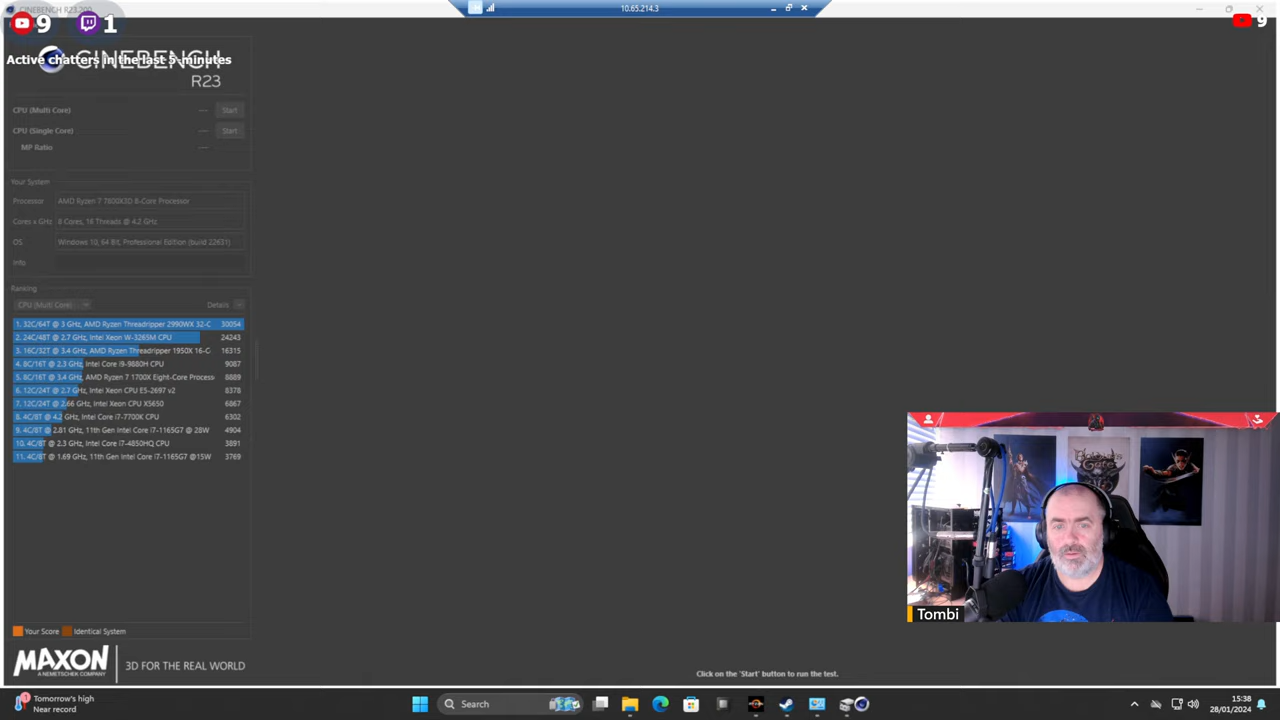 CINEBENCH R23.200
10.65.214.3
9
1
9
Active chatters in the last 5 minutes
CINEBENCH
R23
CPU (Multi Core) --- Start
CPU (Single Core) --- Start
MP Ratio ---
Your System
Processor AMD Ryzen 7 7800X3D 8-Core Processor
Cores x GHz 8 Cores, 16 Threads @ 4.2 GHz
OS Windows 10, 64 Bit, Professional Edition (build 22631)
Info
Ranking
CPU (Multi Core) Details
1. 32C/64T @ 3 GHz, AMD Ryzen Threadripper 2990WX 32-C 30054
2. 24C/48T @ 2.7 GHz, Intel Xeon W-3265M CPU 24243
3. 16C/32T @ 3.4 GHz, AMD Ryzen Threadripper 1950X 16-C 16315
4. 8C/16T @ 2.3 GHz, Intel Core i9-9880H CPU 9087
5. 8C/16T @ 3.4 GHz, AMD Ryzen 7 1700X Eight-Core Process 8889
6. 12C/24T @ 2.7 GHz, Intel Xeon CPU E5-2697 v2 8378
7. 12C/24T @ 2.66 GHz, Intel Xeon CPU X5650 6867
8. 4C/8T @ 4.2 GHz, Intel Core i7-7700K CPU 6302
9. 4C/8T @ 2.81 GHz, 11th Gen Intel Core i7-1165G7 @ 28W 4904
10. 4C/8T @ 2.3 GHz, Intel Core i7-4850HQ CPU 3891
11. 4C/8T @ 1.69 GHz, 11th Gen Intel Core i7-1165G7 @15W 3769
Tombi
Your Score Identical System
MAXON
A NEMETSCHEK COMPANY
3D FOR THE REAL WORLD
Click on the 'Start' button to run the test.
1
Tomorrow's high
Near record
Search
15:38
28/01/2024